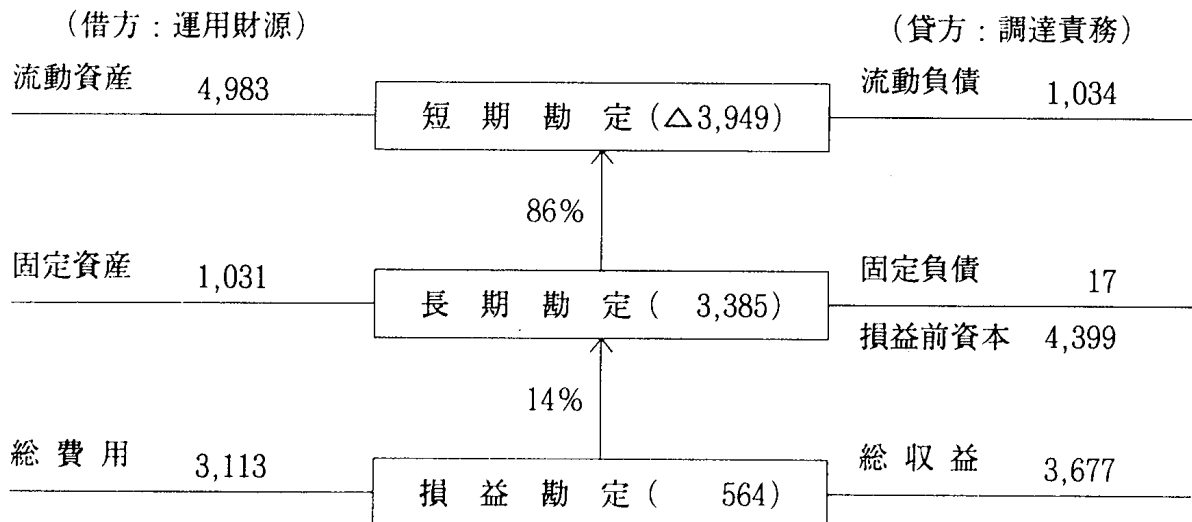 (借方：運用財源) (貸方：調達責務)
流動資産 4,983 短期勘定(△3,949) 流動負債 1,034
86%
固定資産 1,031 長期勘定( 3,385) 固定負債 17
損益前資本 4,399
14%
総費用 3,113 損益勘定( 564) 総収益 3,677